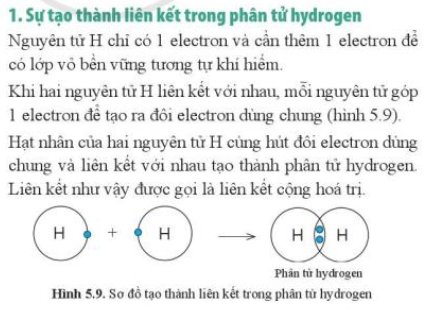 1. Sự tạo thành liên kết trong phân tử hydrogen
Nguyên tử H chỉ có 1 electron và cần thêm 1 electron để
có lớp vỏ bền vững tương tự khí hiếm.
Khi hai nguyên tử H liên kết với nhau, mỗi nguyên tử góp
1 electron để tạo ra đôi electron dùng chung (hình 5.9).
Hạt nhân của hai nguyên tử H cùng hút đôi electron dùng
chung và liên kết với nhau tạo thành phân tử hydrogen.
Liên kết như vậy được gọi là liên kết cộng hoá trị.
H + H → H H
Phân tử hydrogen
Hình 5.9. Sơ đồ tạo thành liên kết trong phân tử hydrogen